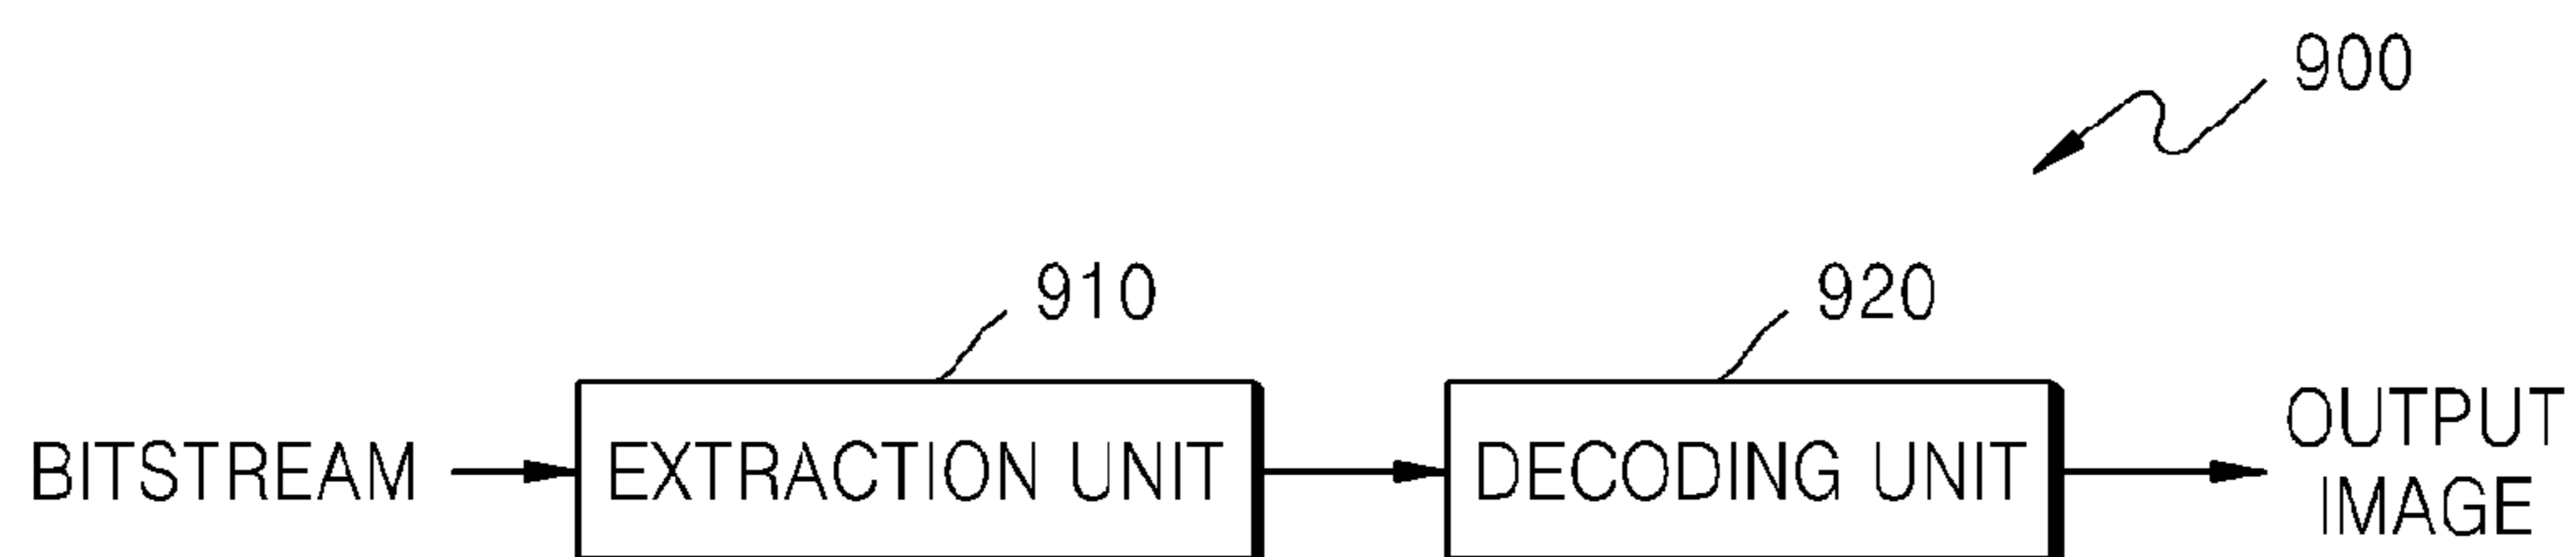 900
910
920
BITSTREAM
EXTRACTION UNIT
DECODING UNIT
OUTPUT
IMAGE